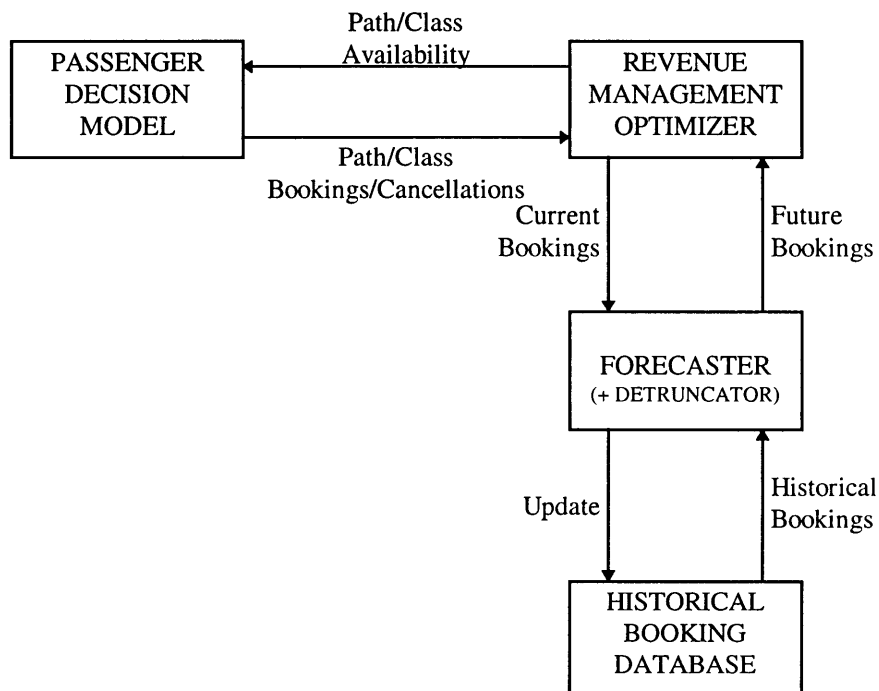 Path/Class
Availability
PASSENGER
DECISION
MODEL
REVENUE
MANAGEMENT
OPTIMIZER
Path/Class
Bookings/Cancellations
Current
Bookings
Future
Bookings
FORECASTER
(+ DETRUNCATOR)
Update
Historical
Bookings
HISTORICAL
BOOKING
DATABASE